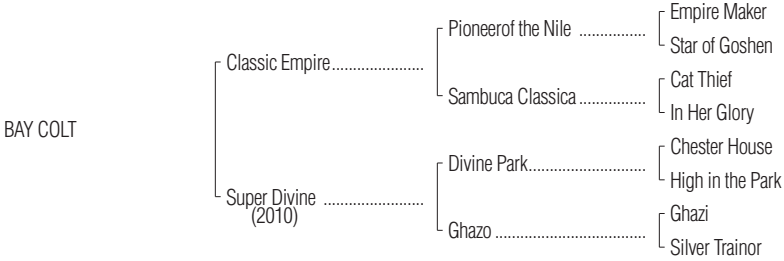 BAY COLT
Classic Empire......................
Super Divine ........................
(2010)
Pioneerof the Nile ................
Sambuca Classica ................
Divine Park............................
Ghazo ....................................
Empire Maker
Star of Goshen
Cat Thief
In Her Glory
Chester House
High in the Park
Ghazi
Silver Trainor